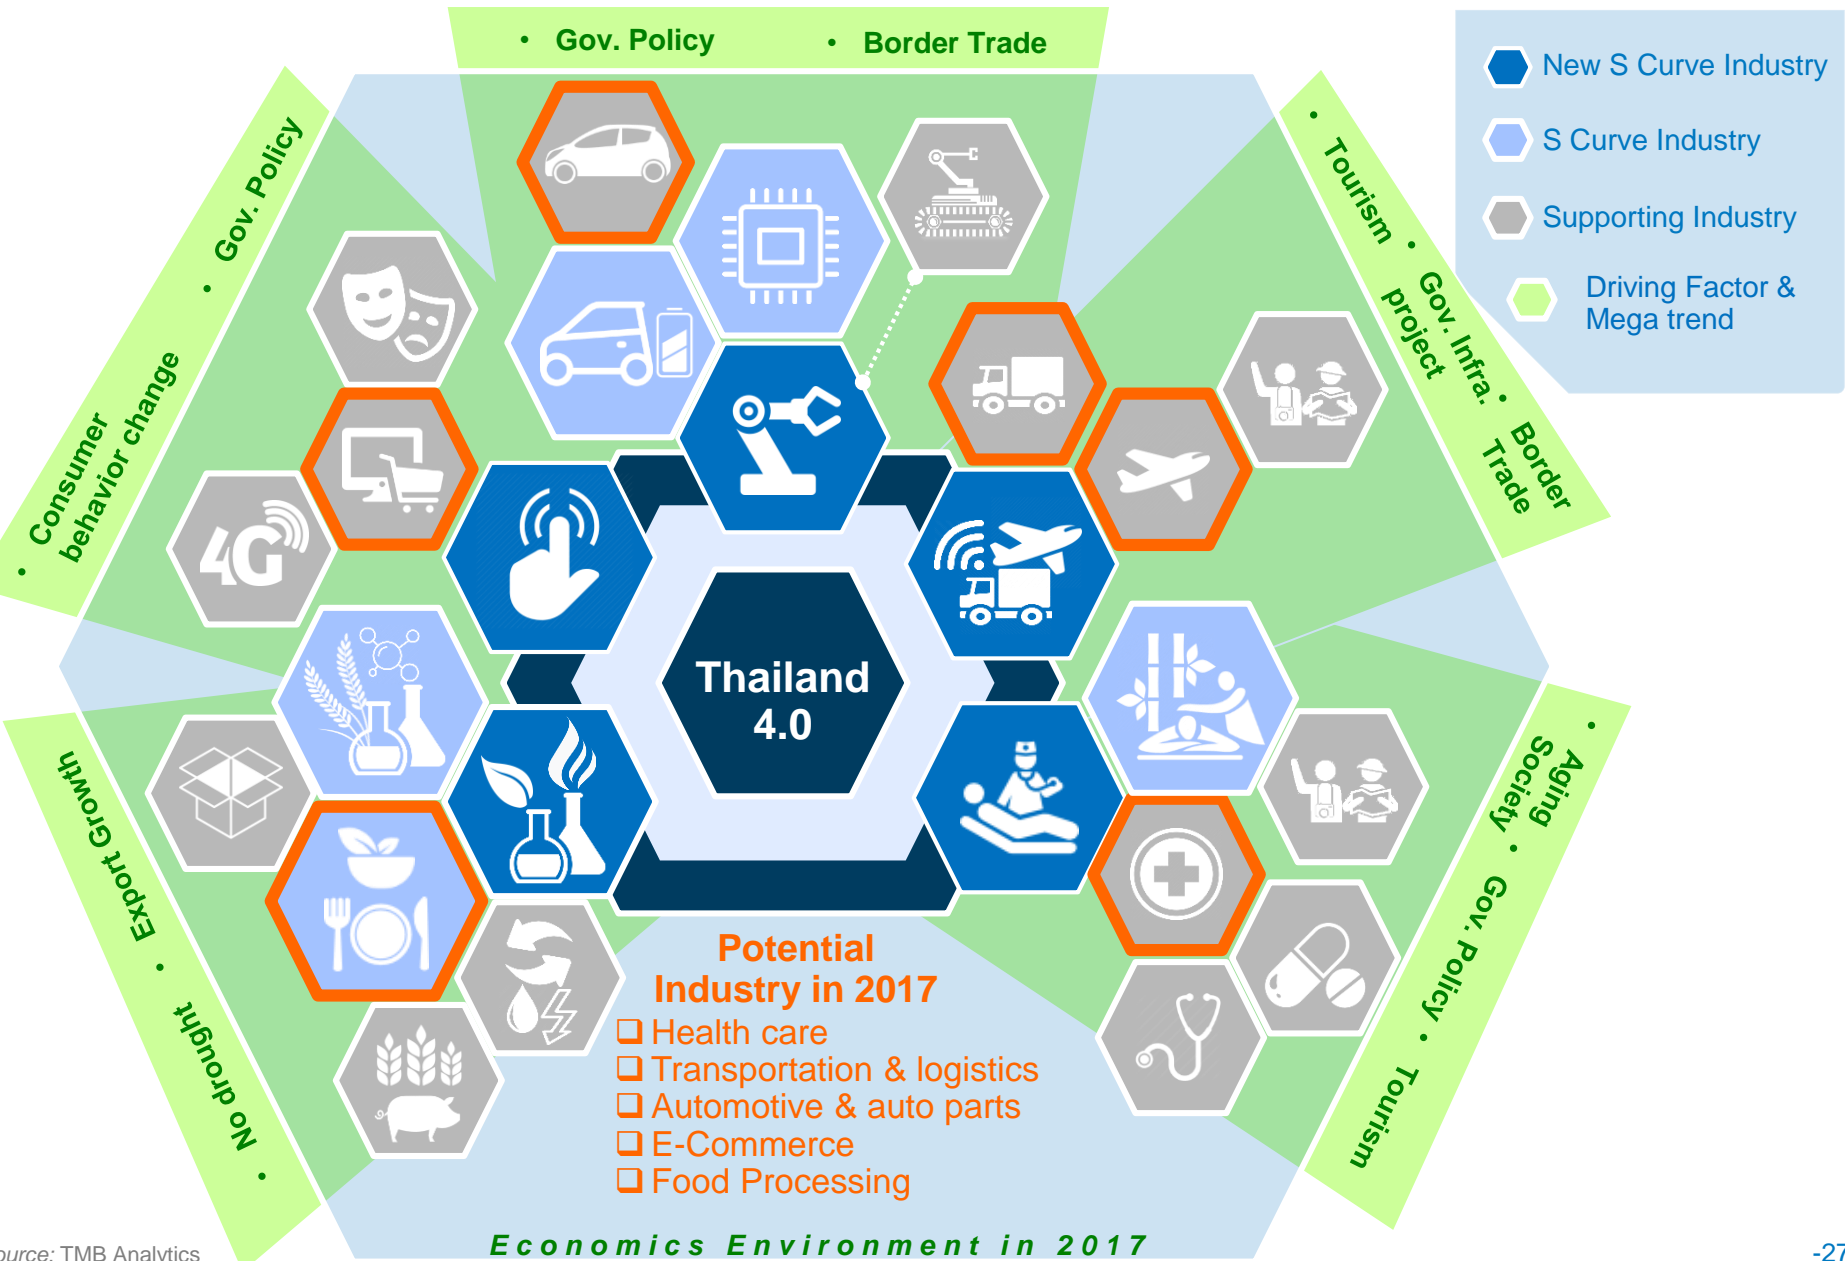 • Gov. Policy • Border Trade
New S Curve Industry
S Curve Industry
Supporting Industry
Driving Factor &
Mega trend
• Gov. Policy
• Consumer
behavior change
• Tourism
• Gov. Infra.
project
• Border
Trade
4G
Thailand
4.0
• Aging
Society
• Gov. Policy
• Tourism
Export Growth
• No drought
•
Potential
Industry in 2017
❑ Health care
❑ Transportation & logistics
❑ Automotive & auto parts
❑ E-Commerce
❑ Food Processing
Economics Environment in 2017
ource: TMB Analytics
-27